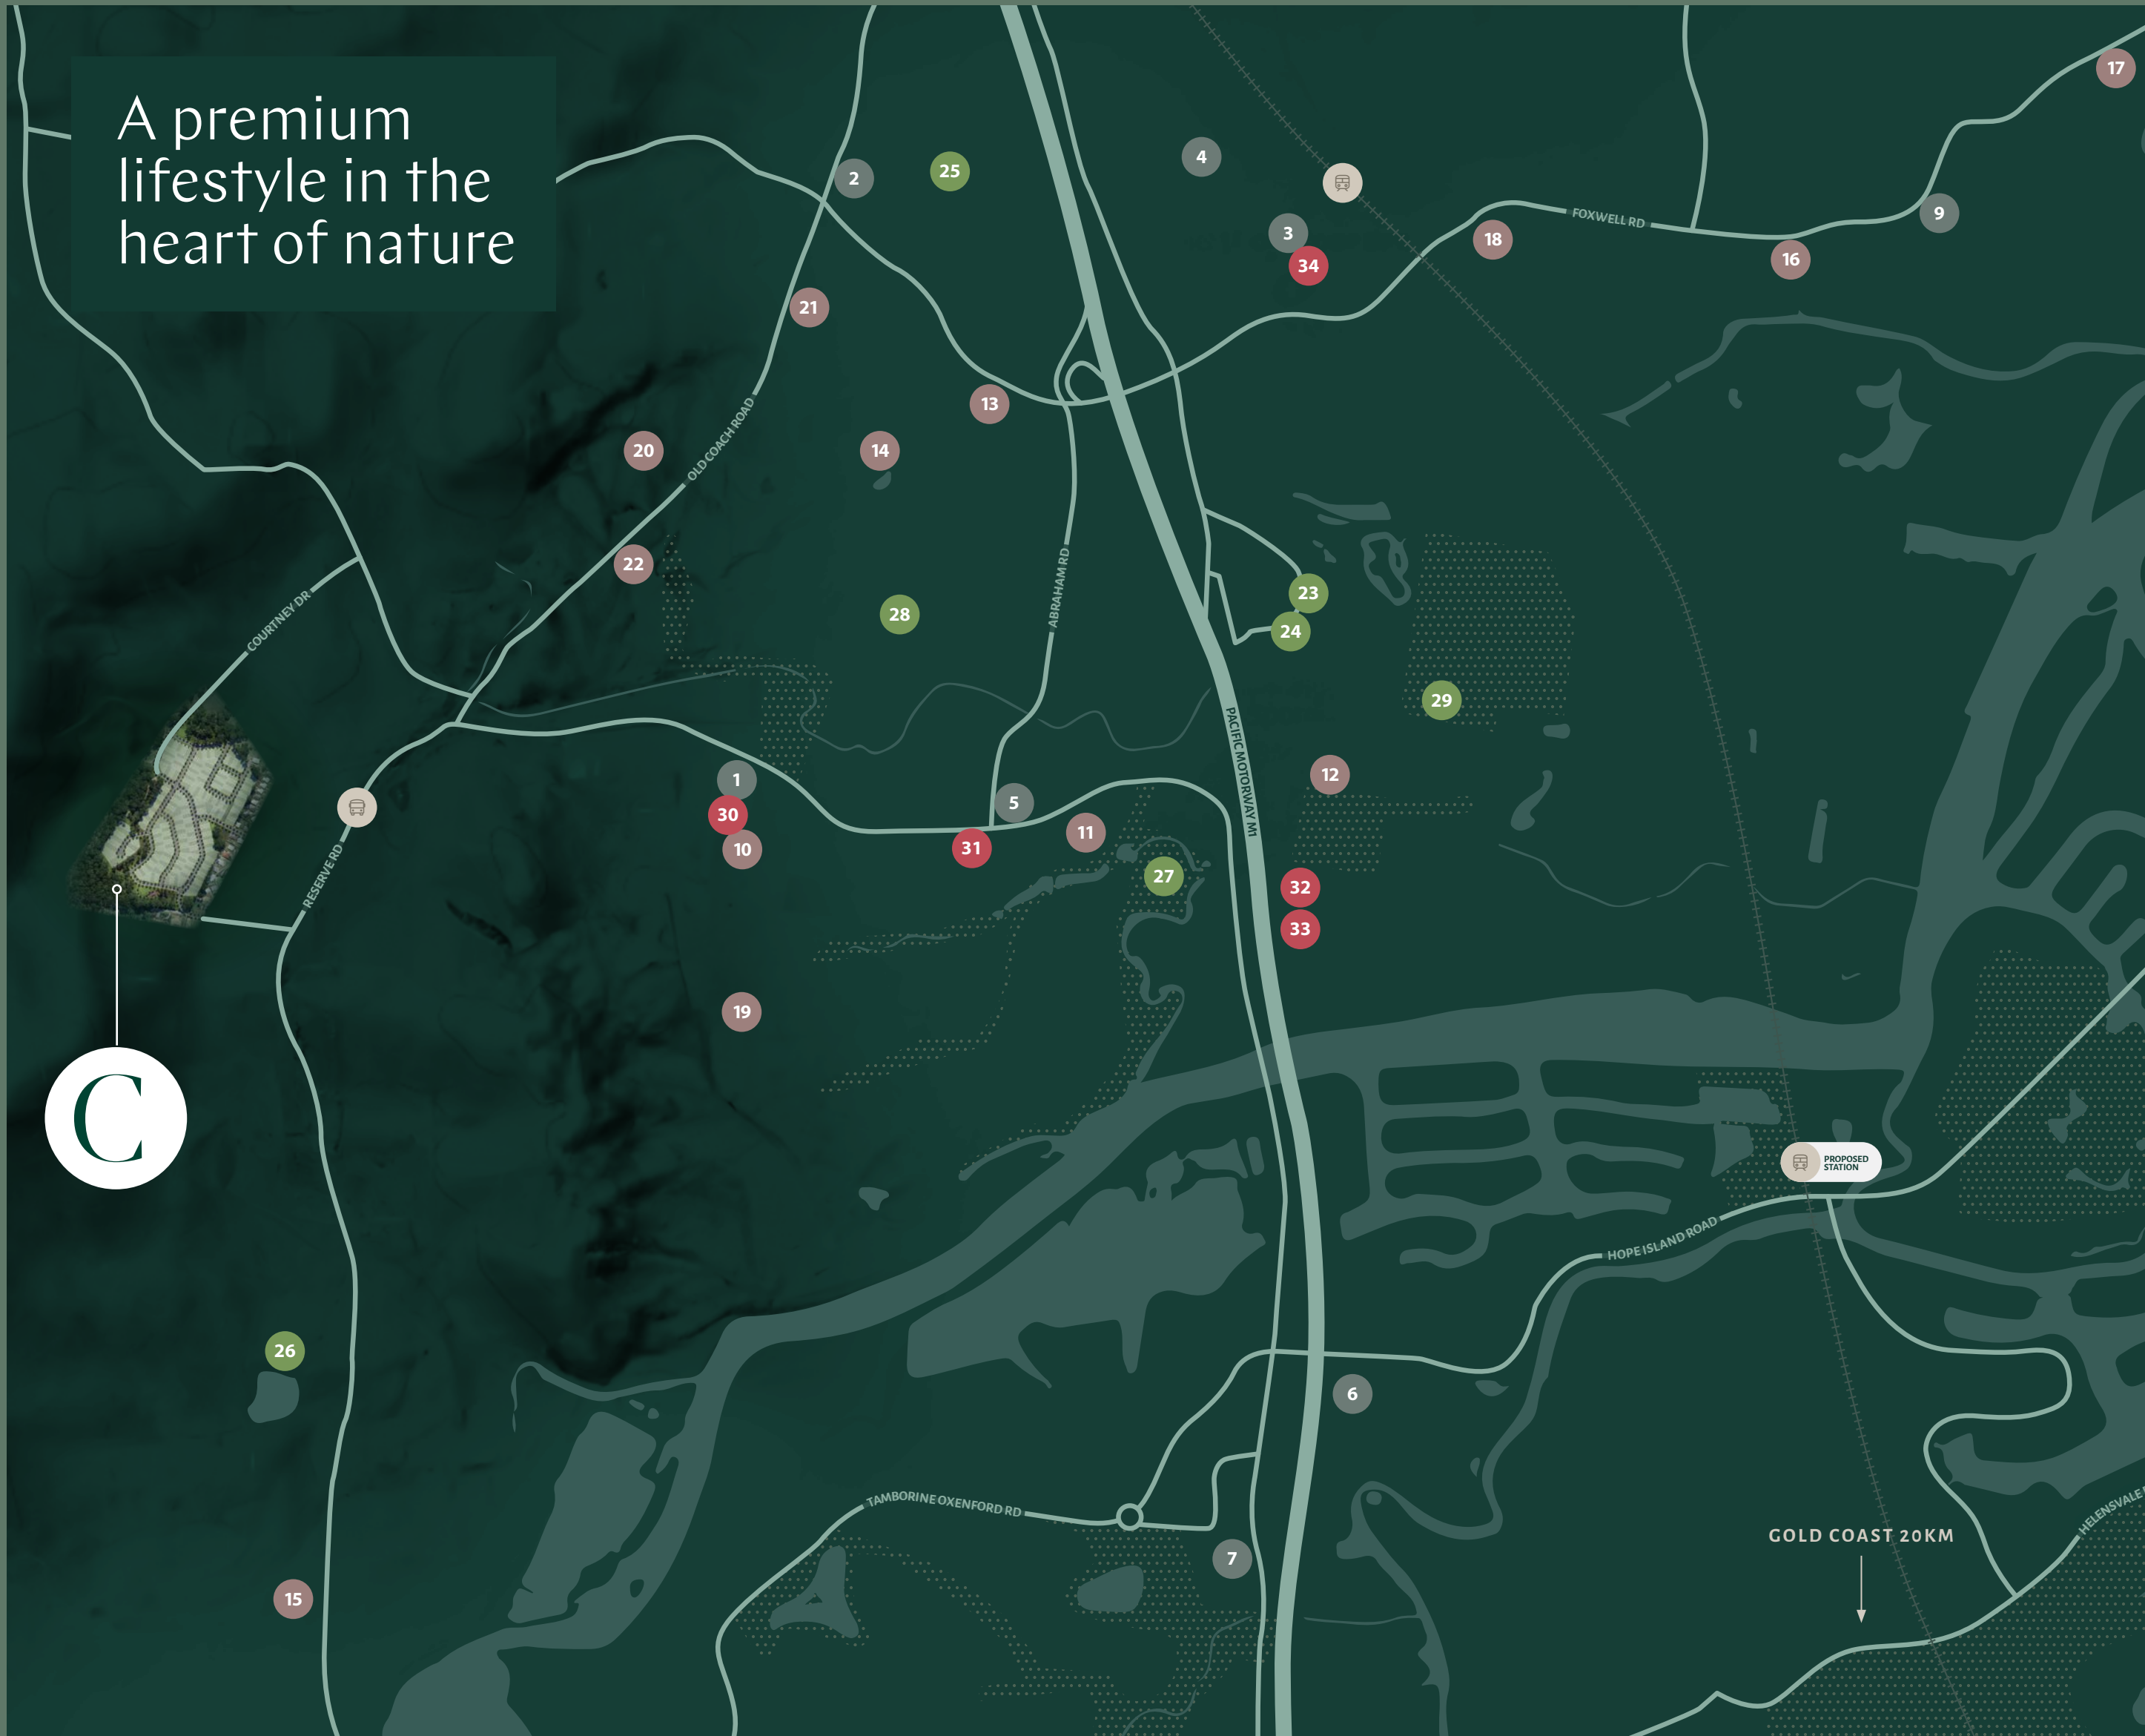 A premium
lifestyle in the
heart of nature
17
4
2
25
9
3
FOXWELL RD
18
16
34
21
13
OLD COACH ROAD
20
14
22
ABRAHAM RD
23
COURTNEY DR
28
24
29
PACIFIC MOTORWAY M1
12
1
5
30
11
31
10
RESERVE RD
27
32
33
19
C
PROPOSED
STATION
HOPE ISLAND ROAD
26
6
TAMBORINE OXENFORD RD
HELENSVALE
GOLD COAST 20KM
7
15